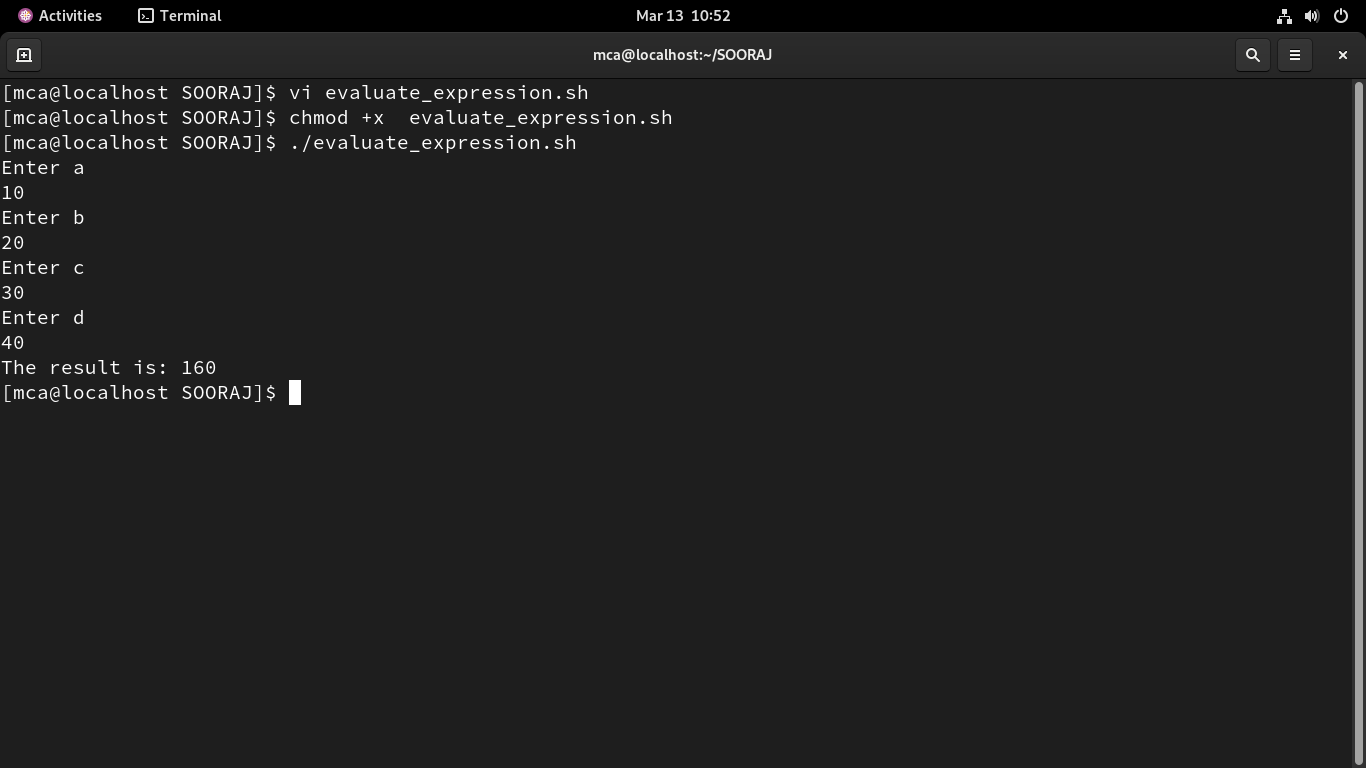 Activities Terminal Mar 13 10:52
mca@localhost:~/SOORAJ
[mca@localhost SOORAJ]$ vi evaluate_expression.sh
[mca@localhost SOORAJ]$ chmod +x  evaluate_expression.sh
[mca@localhost SOORAJ]$ ./evaluate_expression.sh
Enter a
10
Enter b
20
Enter c
30
Enter d
40
The result is: 160
[mca@localhost SOORAJ]$